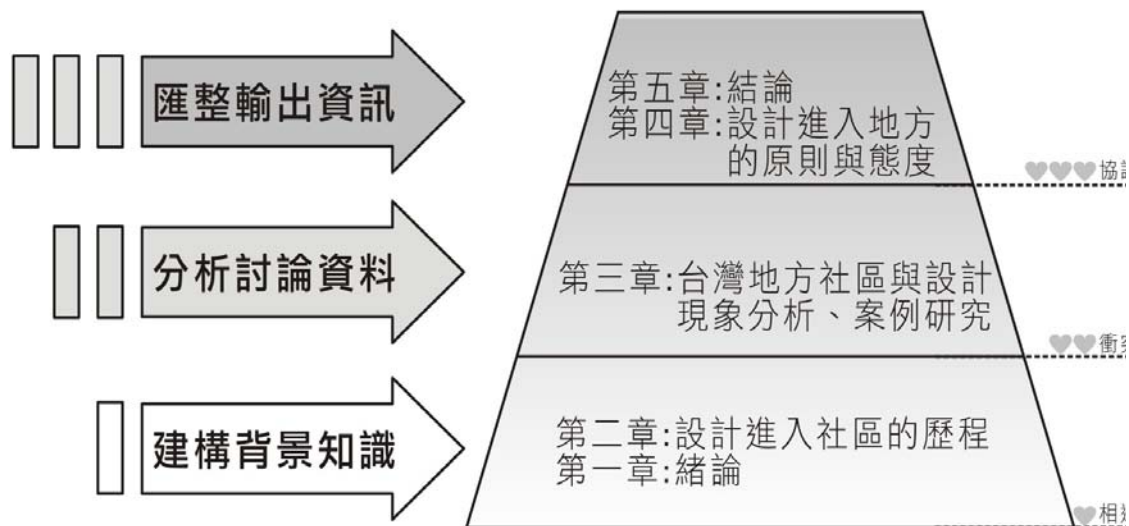 匯整輸出資訊
第五章:結論
第四章:設計進入地方
的原則與態度
分析討論資料
第三章:台灣地方社區與設計
現象分析、案例研究
建構背景知識
第二章:設計進入社區的歷程
第一章:緒論